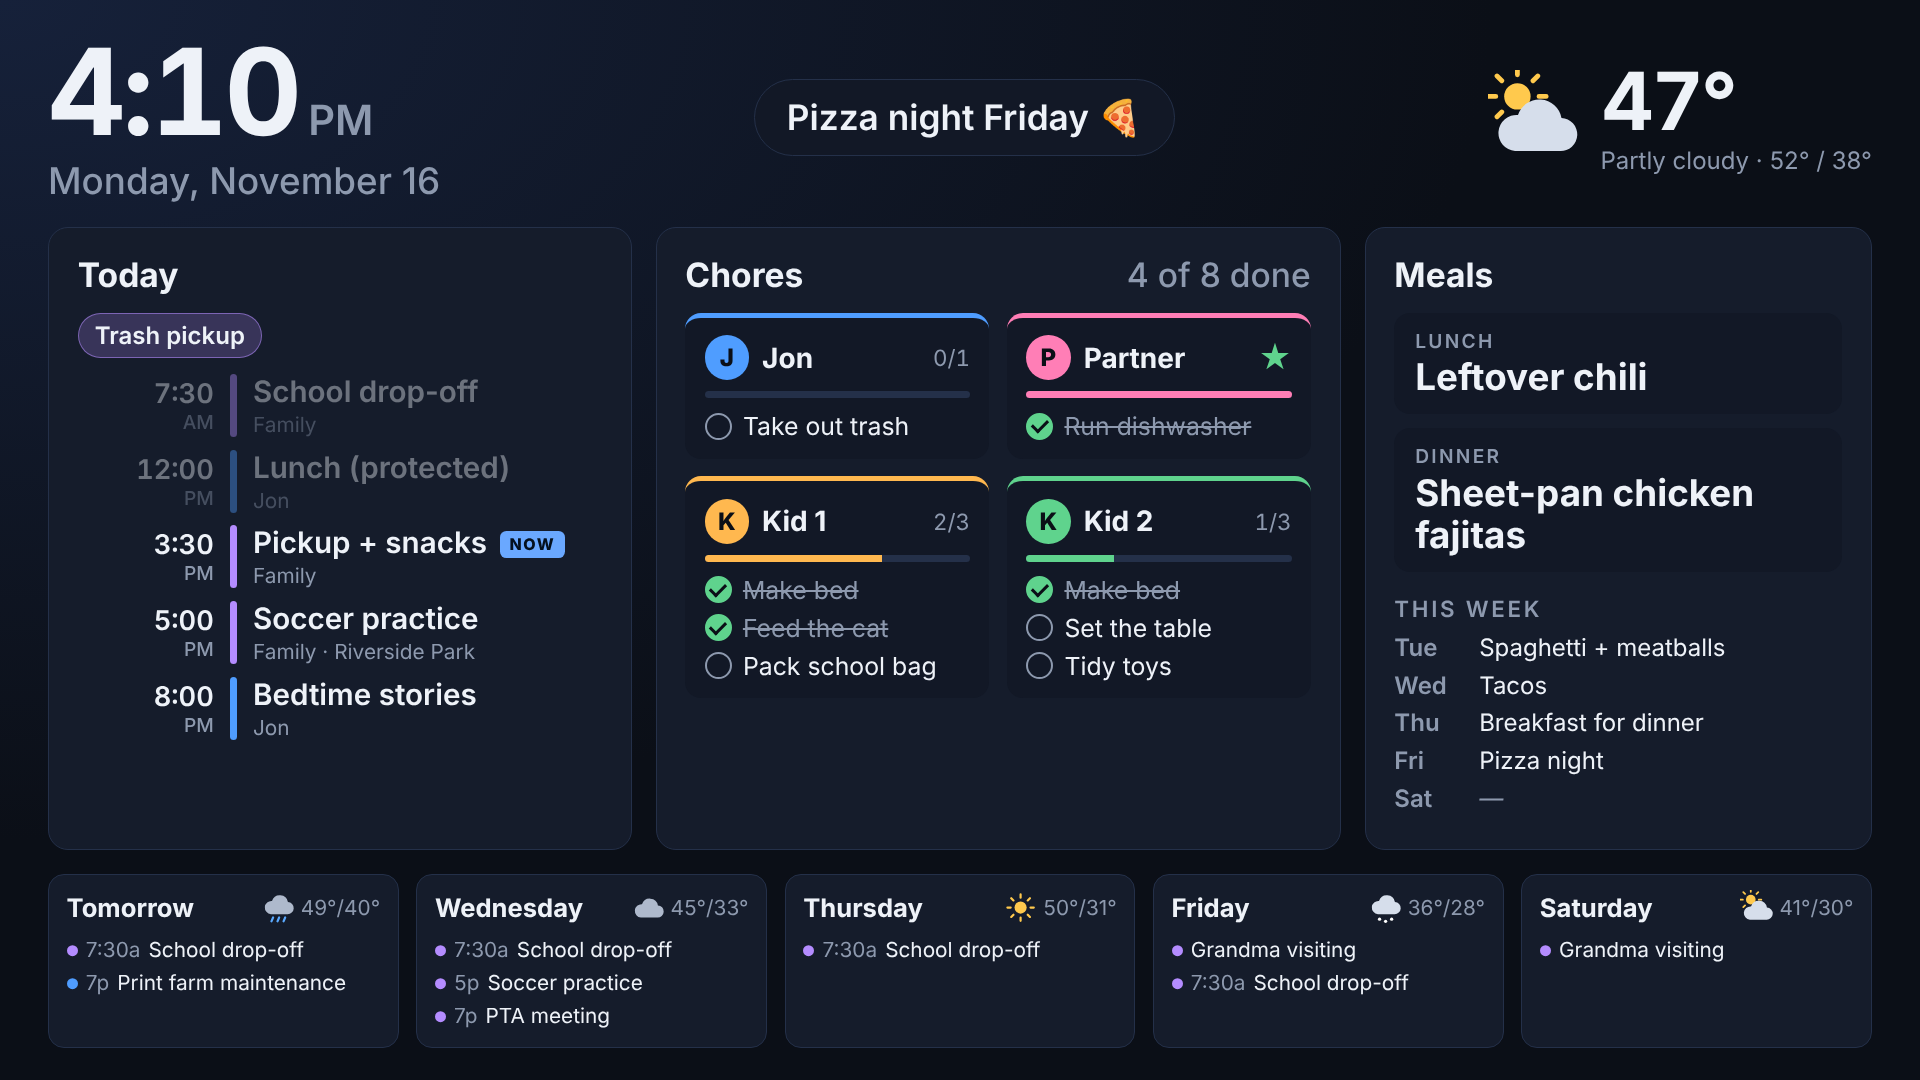 4:10 PM
Monday, November 16
Pizza night Friday 🍕
47°
Partly cloudy · 52° / 38°
Today
Trash pickup
7:30 AM
School drop-off
Family
12:00 PM
Lunch (protected)
Jon
3:30 PM
Pickup + snacks NOW
Family
5:00 PM
Soccer practice
Family · Riverside Park
8:00 PM
Bedtime stories
Jon
Chores 4 of 8 done
J Jon 0/1
Take out trash
P Partner ★
Run dishwasher
K Kid 1 2/3
Make bed
Feed the cat
Pack school bag
K Kid 2 1/3
Make bed
Set the table
Tidy toys
Meals
LUNCH
Leftover chili
DINNER
Sheet-pan chicken
fajitas
THIS WEEK
Tue Spaghetti + meatballs
Wed Tacos
Thu Breakfast for dinner
Fri Pizza night
Sat —
Tomorrow 49°/40°
7:30a School drop-off
7p Print farm maintenance
Wednesday 45°/33°
7:30a School drop-off
5p Soccer practice
7p PTA meeting
Thursday 50°/31°
7:30a School drop-off
Friday 36°/28°
Grandma visiting
7:30a School drop-off
Saturday 41°/30°
Grandma visiting